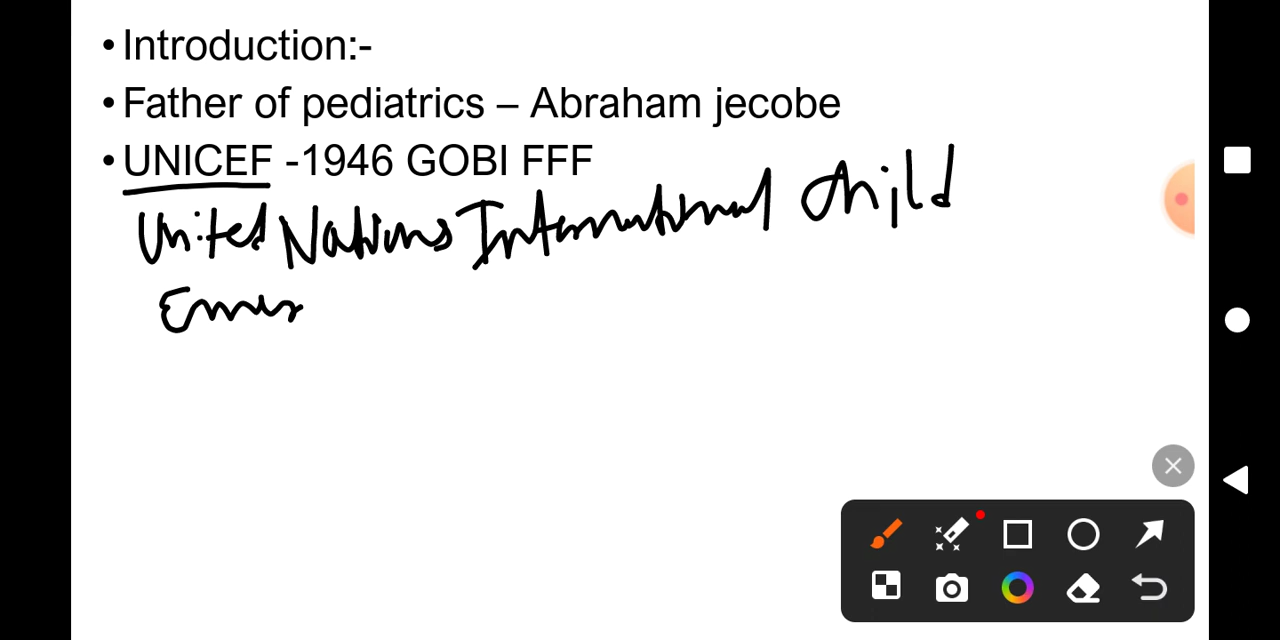 • Introduction:-
• Father of pediatrics – Abraham jecobe
• UNICEF -1946 GOBI FFF
United Nations International Child